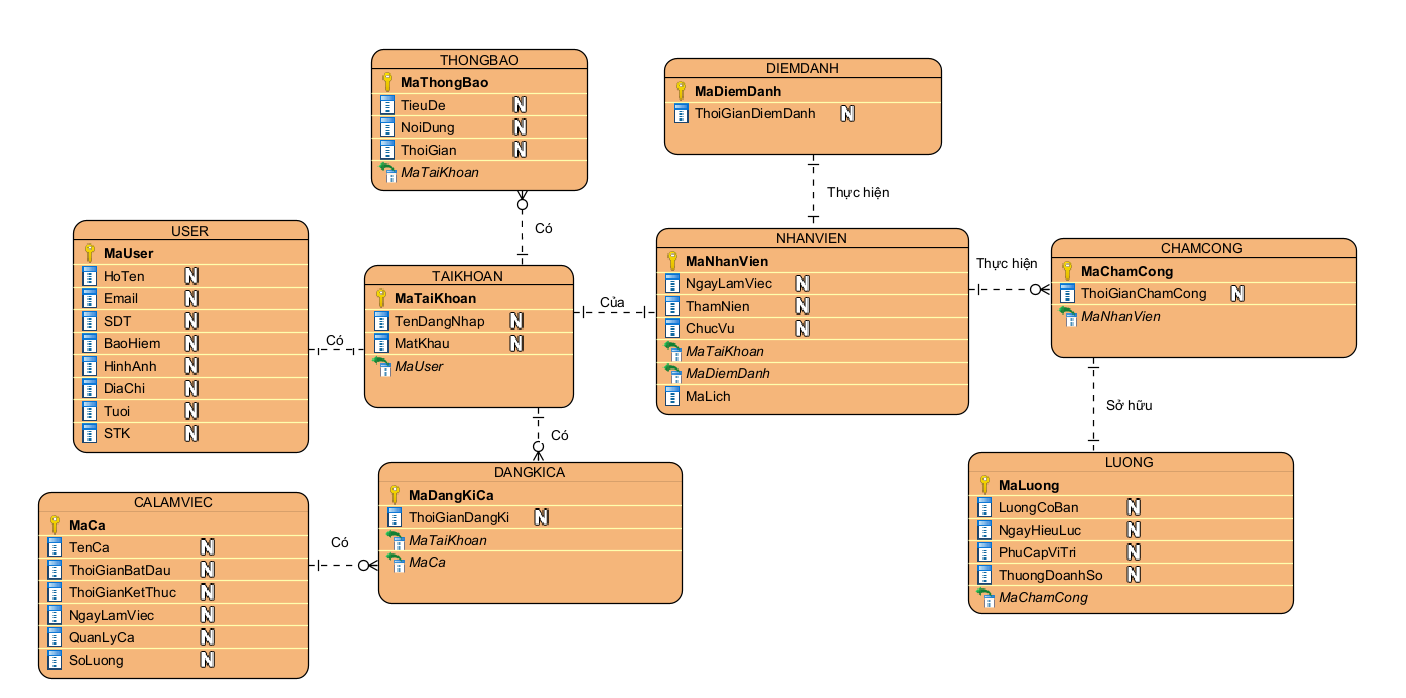 THONGBAO
MaThongBao
TieuDe
NoiDung
ThoiGian
MaTaiKhoan
DIEMDANH
MaDiemDanh
ThoiGianDiemDanh
Có
Thực hiện
USER
MaUser
HoTen
Email
SDT
BaoHiem
HinhAnh
DiaChi
Tuoi
STK
Có
TAIKHOAN
MaTaiKhoan
TenDangNhap
MatKhau
MaUser
Của
NHANVIEN
MaNhanVien
NgayLamViec
ThamNien
ChucVu
MaTaiKhoan
MaDiemDanh
MaLich
Thực hiện
CHAMCONG
MaChamCong
ThoiGianChamCong
MaNhanVien
Có
Sở hữu
CALAMVIEC
MaCa
TenCa
ThoiGianBatDau
ThoiGianKetThuc
NgayLamViec
QuanLyCa
SoLuong
Có
DANGKICA
MaDangKiCa
ThoiGianDangKi
MaTaiKhoan
MaCa
LUONG
MaLuong
LuongCoBan
NgayHieuLuc
PhuCapViTri
ThuongDoanhSo
MaChamCong